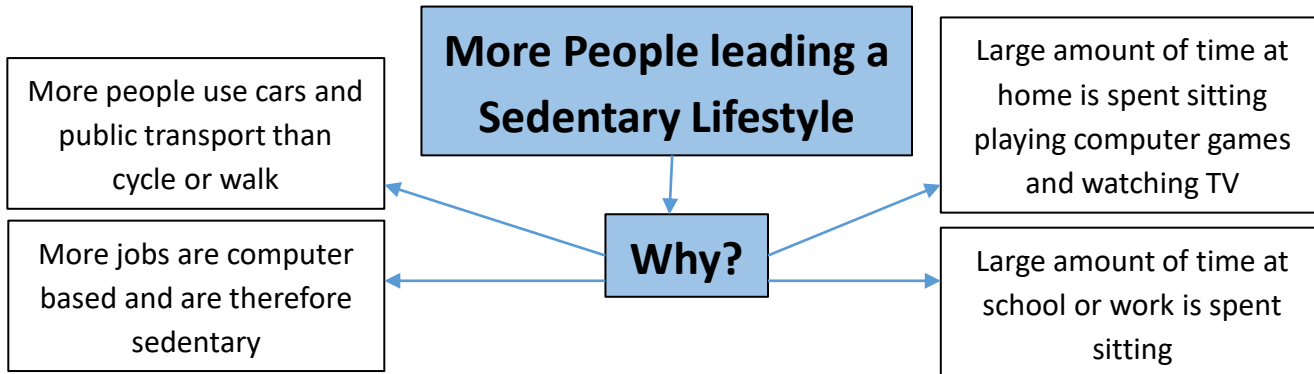 More People leading a
Sedentary Lifestyle
Why?
More people use cars and
public transport than
cycle or walk
More jobs are computer
based and are therefore
sedentary
Large amount of time at
home is spent sitting
playing computer games
and watching TV
Large amount of time at
school or work is spent
sitting